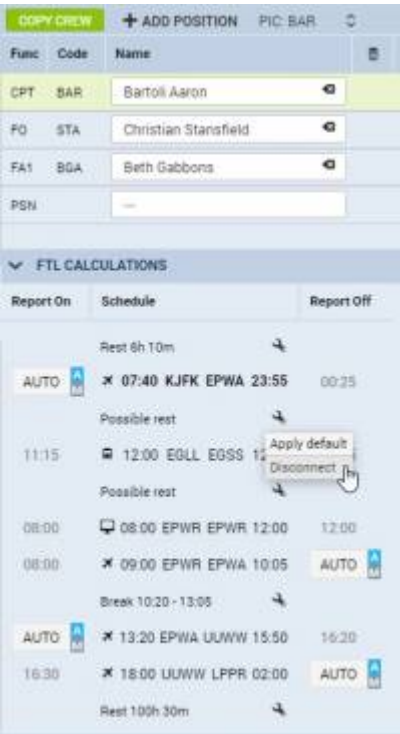 COPY CREW + ADD POSITION PIC: BAR
Func Code Name
CPT BAR Bartoli Aaron
FO STA Christian Stansfield
FA1 BGA Beth Gabbons
PSN —
FTL CALCULATIONS
Report On Schedule Report Off
Rest 6h 10m
AUTO A 07:40 KJFK EPWA 23:55 00:25
Possible rest
Apply default
11:15 12:00 EGLL EGSS
Disconnect
Possible rest
08:00 08:00 EPWR EPWR 12:00 12:00
08:00 09:00 EPWR EPWA 10:05 AUTO A
Break 10:20 - 13:05
AUTO A 13:20 EPWA UUWW 15:50 16:20
16:30 18:00 UUWW LPPR 02:00 AUTO A
Rest 100h 30m